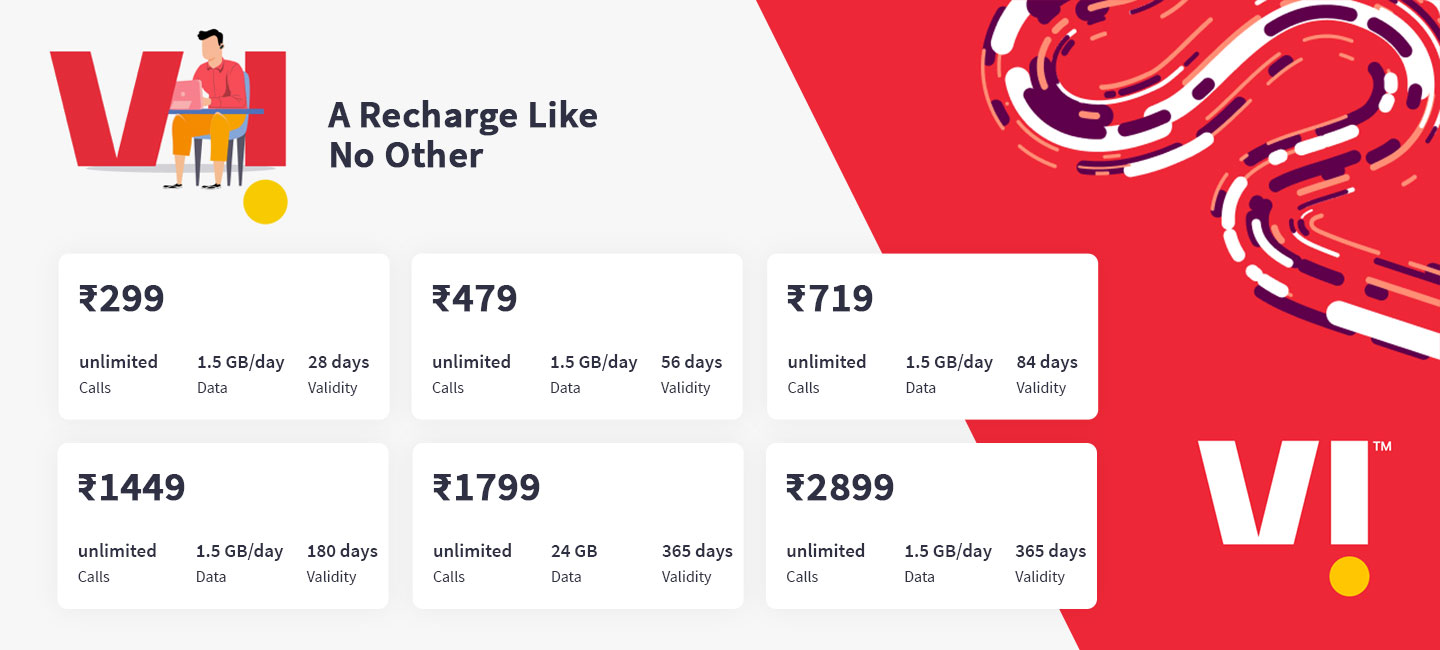 VI
A Recharge Like
No Other
₹299
unlimited 1.5 GB/day 28 days
Calls Data Validity
₹479
unlimited 1.5 GB/day 56 days
Calls Data Validity
₹719
unlimited 1.5 GB/day 84 days
Calls Data Validity
₹1449
unlimited 1.5 GB/day 180 days
Calls Data Validity
₹1799
unlimited 24 GB 365 days
Calls Data Validity
₹2899
unlimited 1.5 GB/day 365 days
Calls Data Validity
VI™